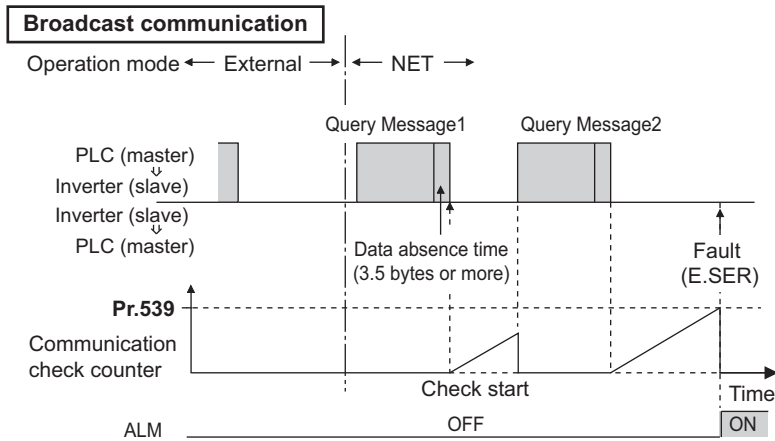 Broadcast communication
Operation mode External NET
Query Message1 Query Message2
PLC (master)
Inverter (slave)
Inverter (slave)
PLC (master)
Data absence time
(3.5 bytes or more)
Fault
(E.SER)
Pr.539
Communication
check counter
Check start
Time
ALM OFF ON